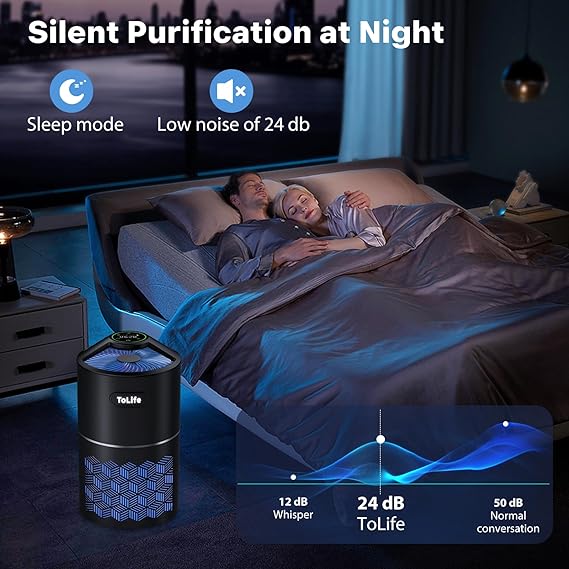 Silent Purification at Night
Sleep mode
Low noise of 24 db
ToLife
12 dB
Whisper
24 dB
ToLife
50 dB
Normal
conversation